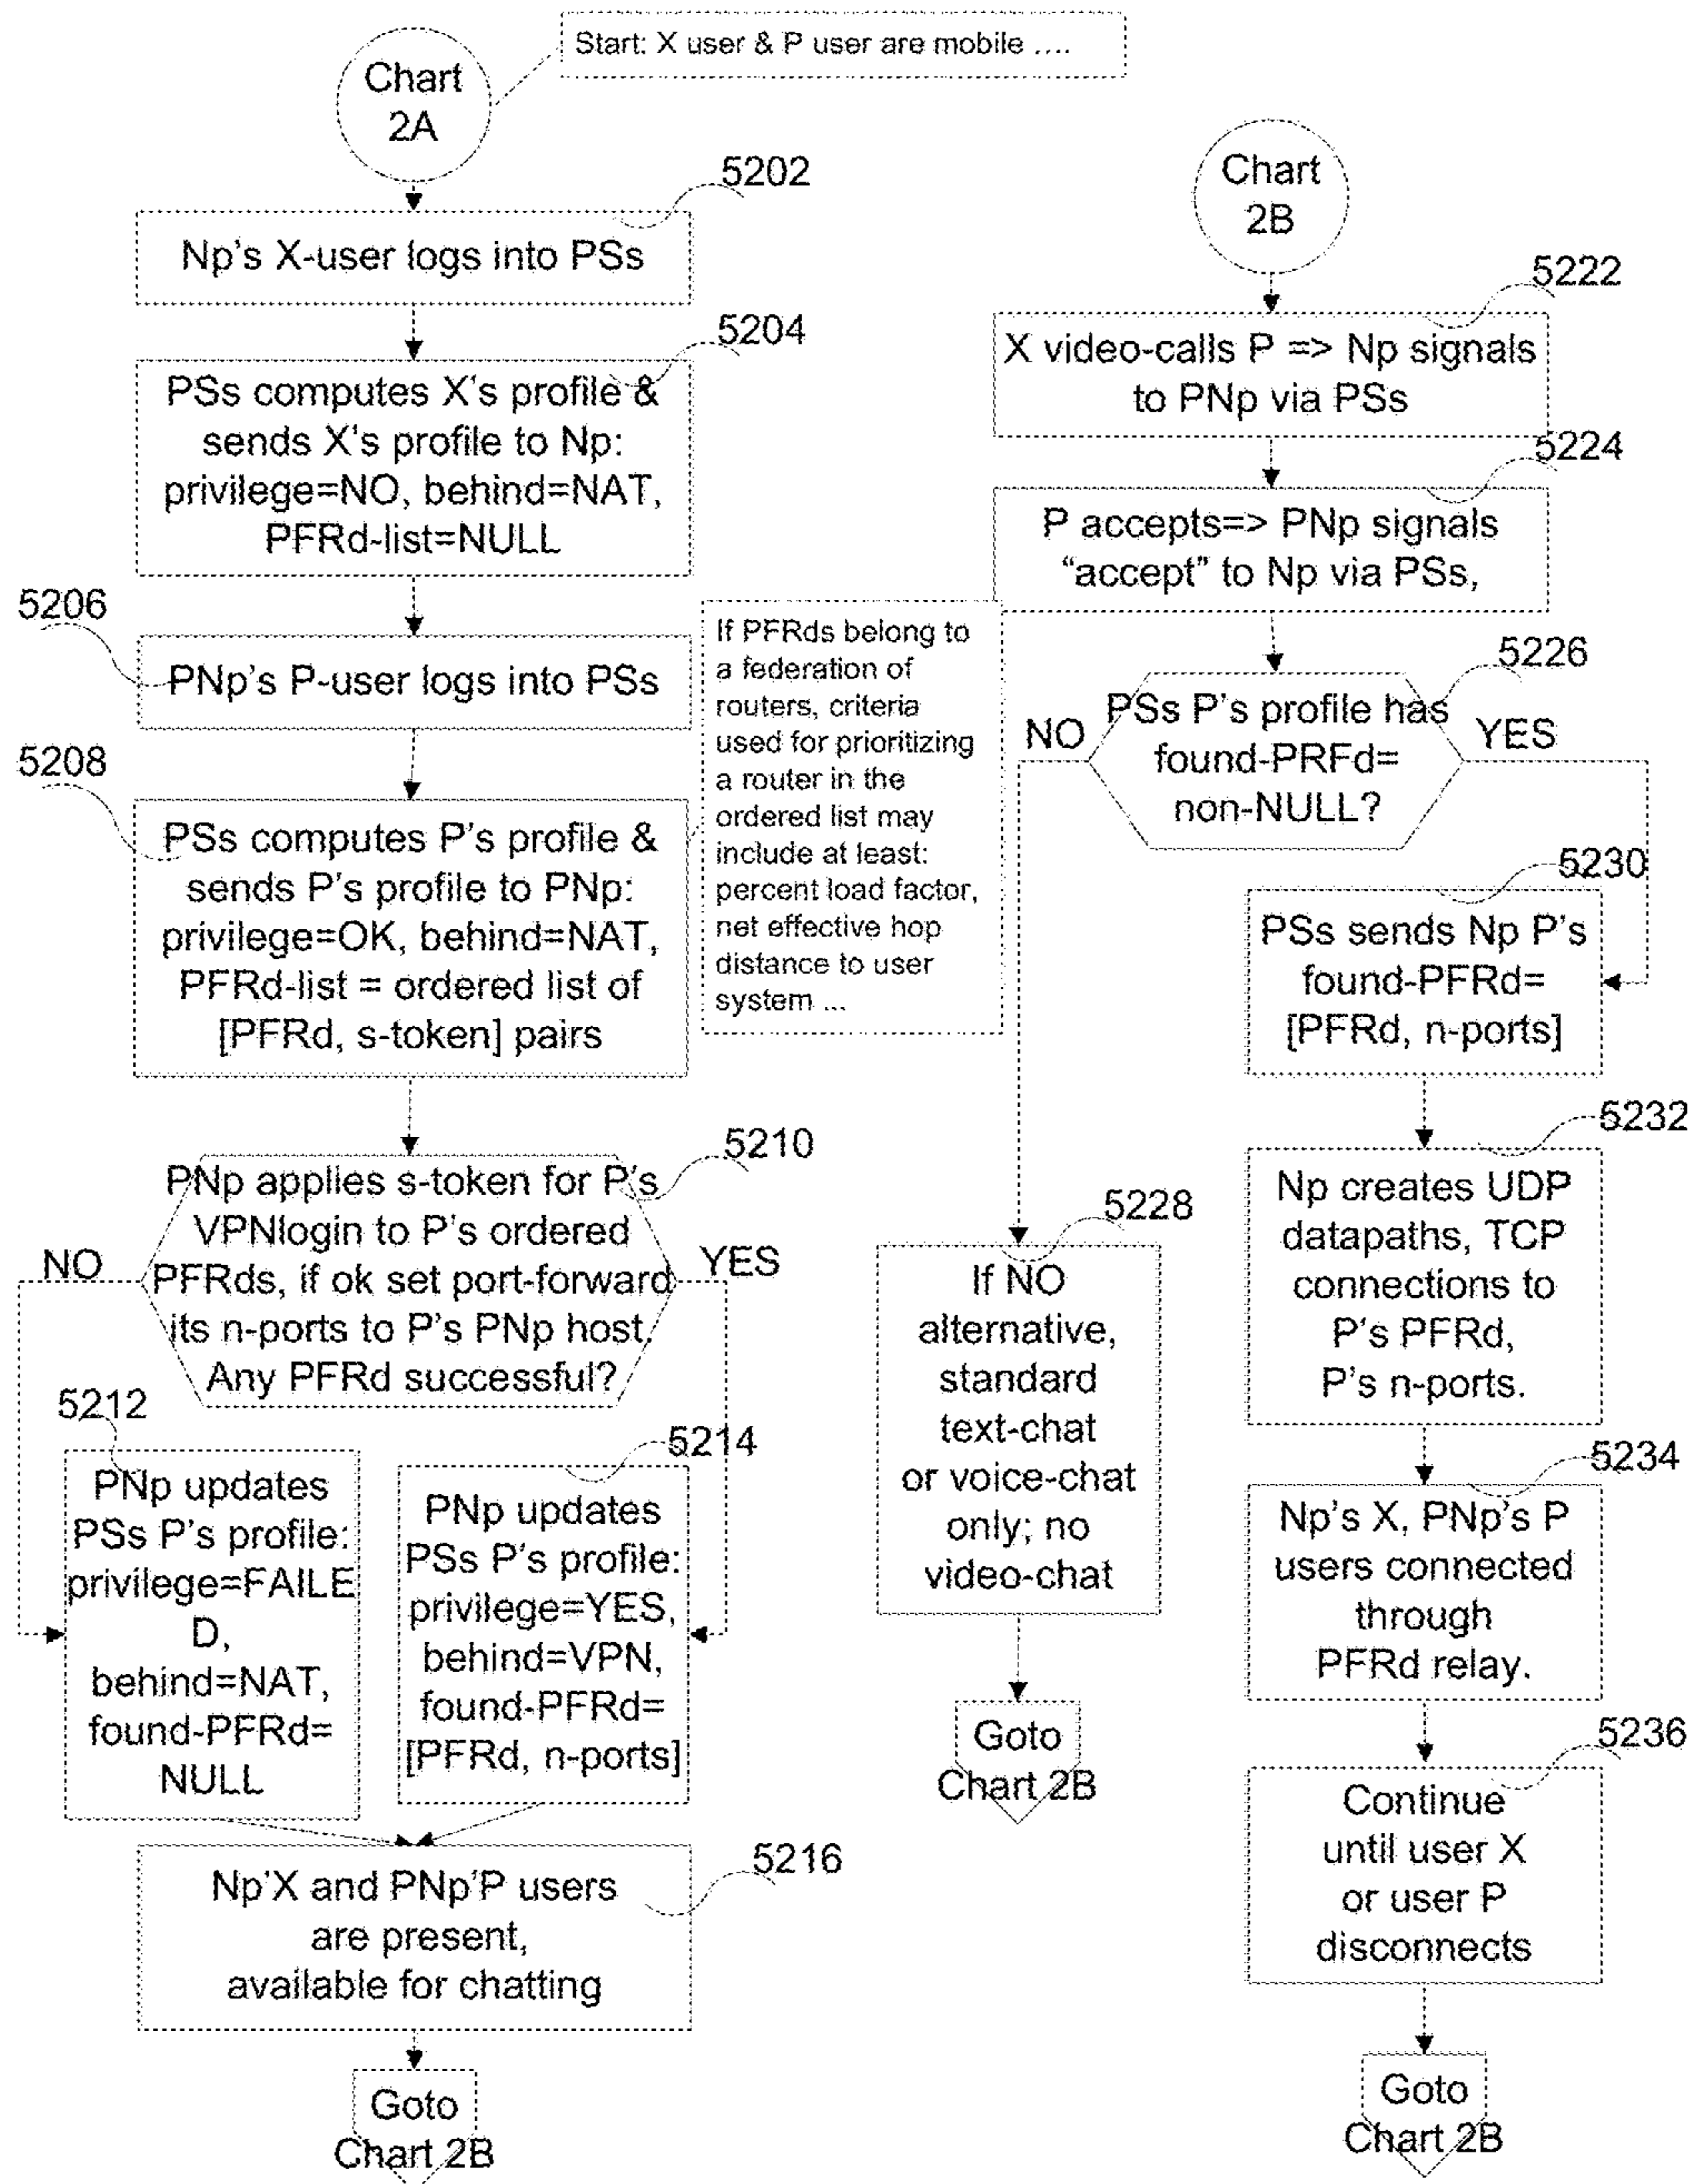 Start: X user & P user are mobile ....
Chart
2A
5202
Np's X-user logs into PSs
5204
PSs computes X's profile &
sends X's profile to Np:
privilege=NO, behind=NAT,
PFRd-list=NULL
5206
PNp's P-user logs into PSs
5208
PSs computes P's profile &
sends P's profile to PNp:
privilege=OK, behind=NAT,
PFRd-list = ordered list of
[PFRd, s-token] pairs
If PFRds belong to
a federation of
routers, criteria
used for prioritizing
a router in the
ordered list may
include at least:
percent load factor,
net effective hop
distance to user
system ...
5210
PNp applies s-token for P's
VPNlogin to P's ordered
PFRds, if ok set port-forward
its n-ports to P's PNp host.
Any PFRd successful?
NO
YES
5212
PNp updates
PSs P's profile:
privilege=FAILE
D,
behind=NAT,
found-PFRd=
NULL
5214
PNp updates
PSs P's profile:
privilege=YES,
behind=VPN,
found-PFRd=
[PFRd, n-ports]
5216
Np'X and PNp'P users
are present,
available for chatting
Goto
Chart 2B
Chart
2B
5222
X video-calls P => Np signals
to PNp via PSs
5224
P accepts=> PNp signals
“accept” to Np via PSs,
5226
PSs P's profile has
found-PRFd=
non-NULL?
NO
YES
5228
If NO
alternative,
standard
text-chat
or voice-chat
only; no
video-chat
Goto
Chart 2B
5230
PSs sends Np P's
found-PFRd=
[PFRd, n-ports]
5232
Np creates UDP
datapaths, TCP
connections to
P's PFRd,
P's n-ports.
5234
Np's X, PNp's P
users connected
through
PFRd relay.
5236
Continue
until user X
or user P
disconnects
Goto
Chart 2B